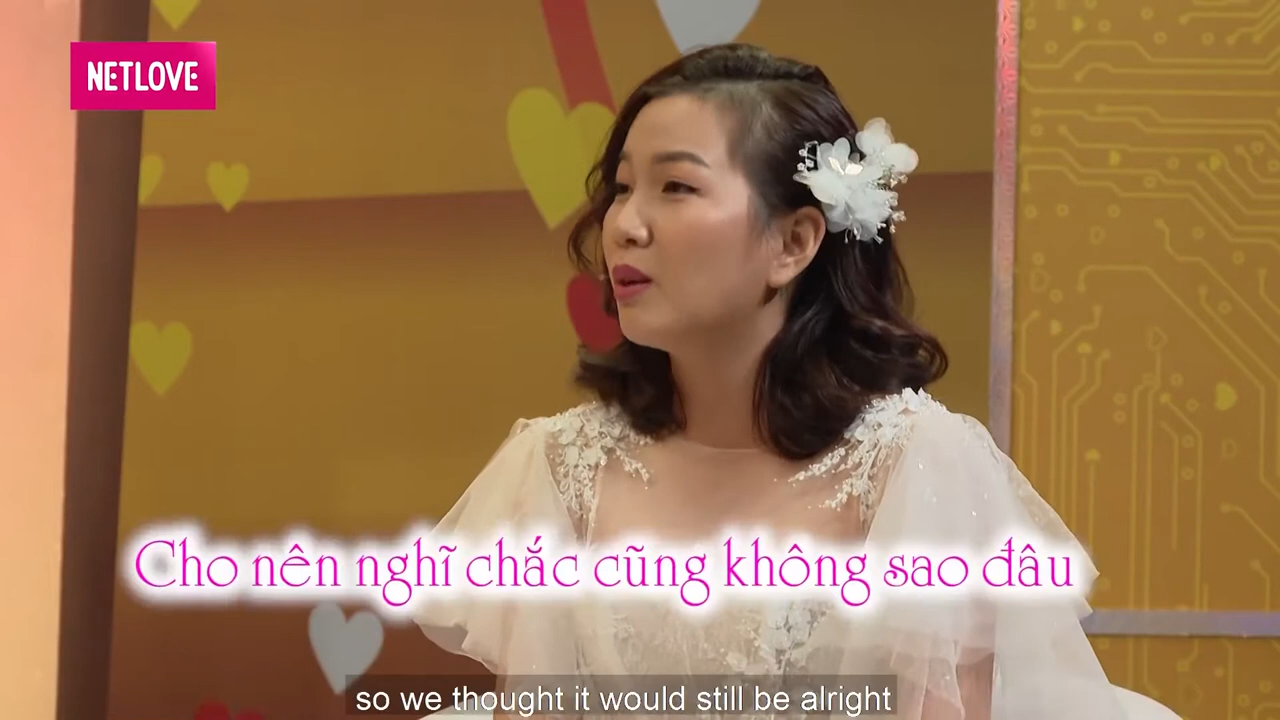 NETLOVE
Cho nên nghĩ chắc cũng không sao đâu
so we thought it would still be alright